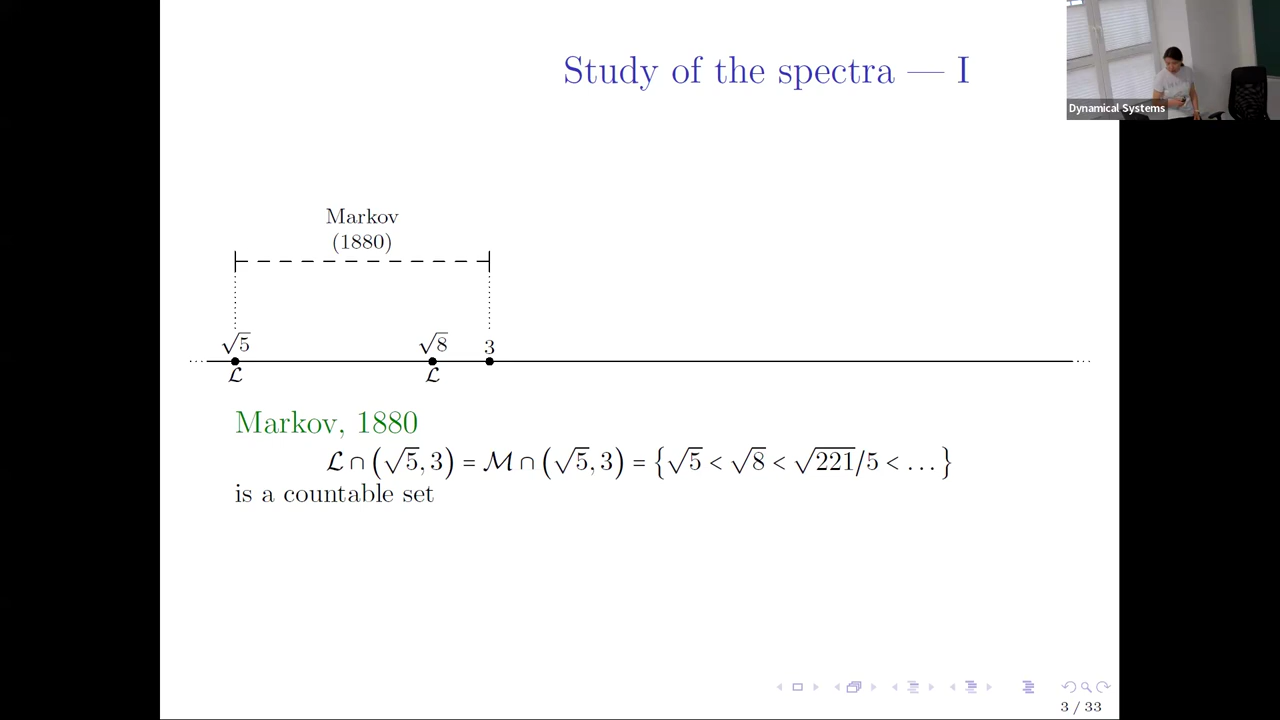 Study of the spectra — I
Dynamical Systems
Markov
(1880)
√5 √8 3
ℒ ℒ
Markov, 1880
ℒ ∩ (√5, 3) = ℳ ∩ (√5, 3) = {√5 < √8 < √221/5 < ...}
is a countable set
3 / 33